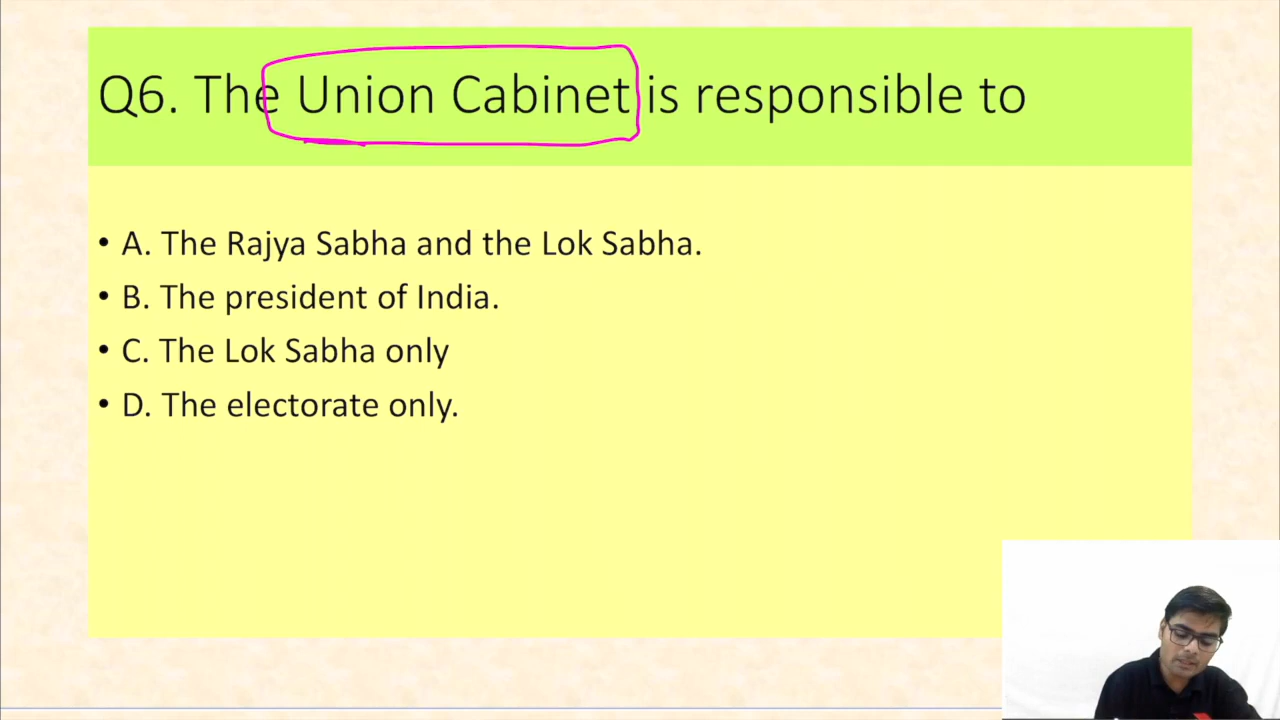 Q6. The Union Cabinet is responsible to
• A. The Rajya Sabha and the Lok Sabha.
• B. The president of India.
• C. The Lok Sabha only
• D. The electorate only.